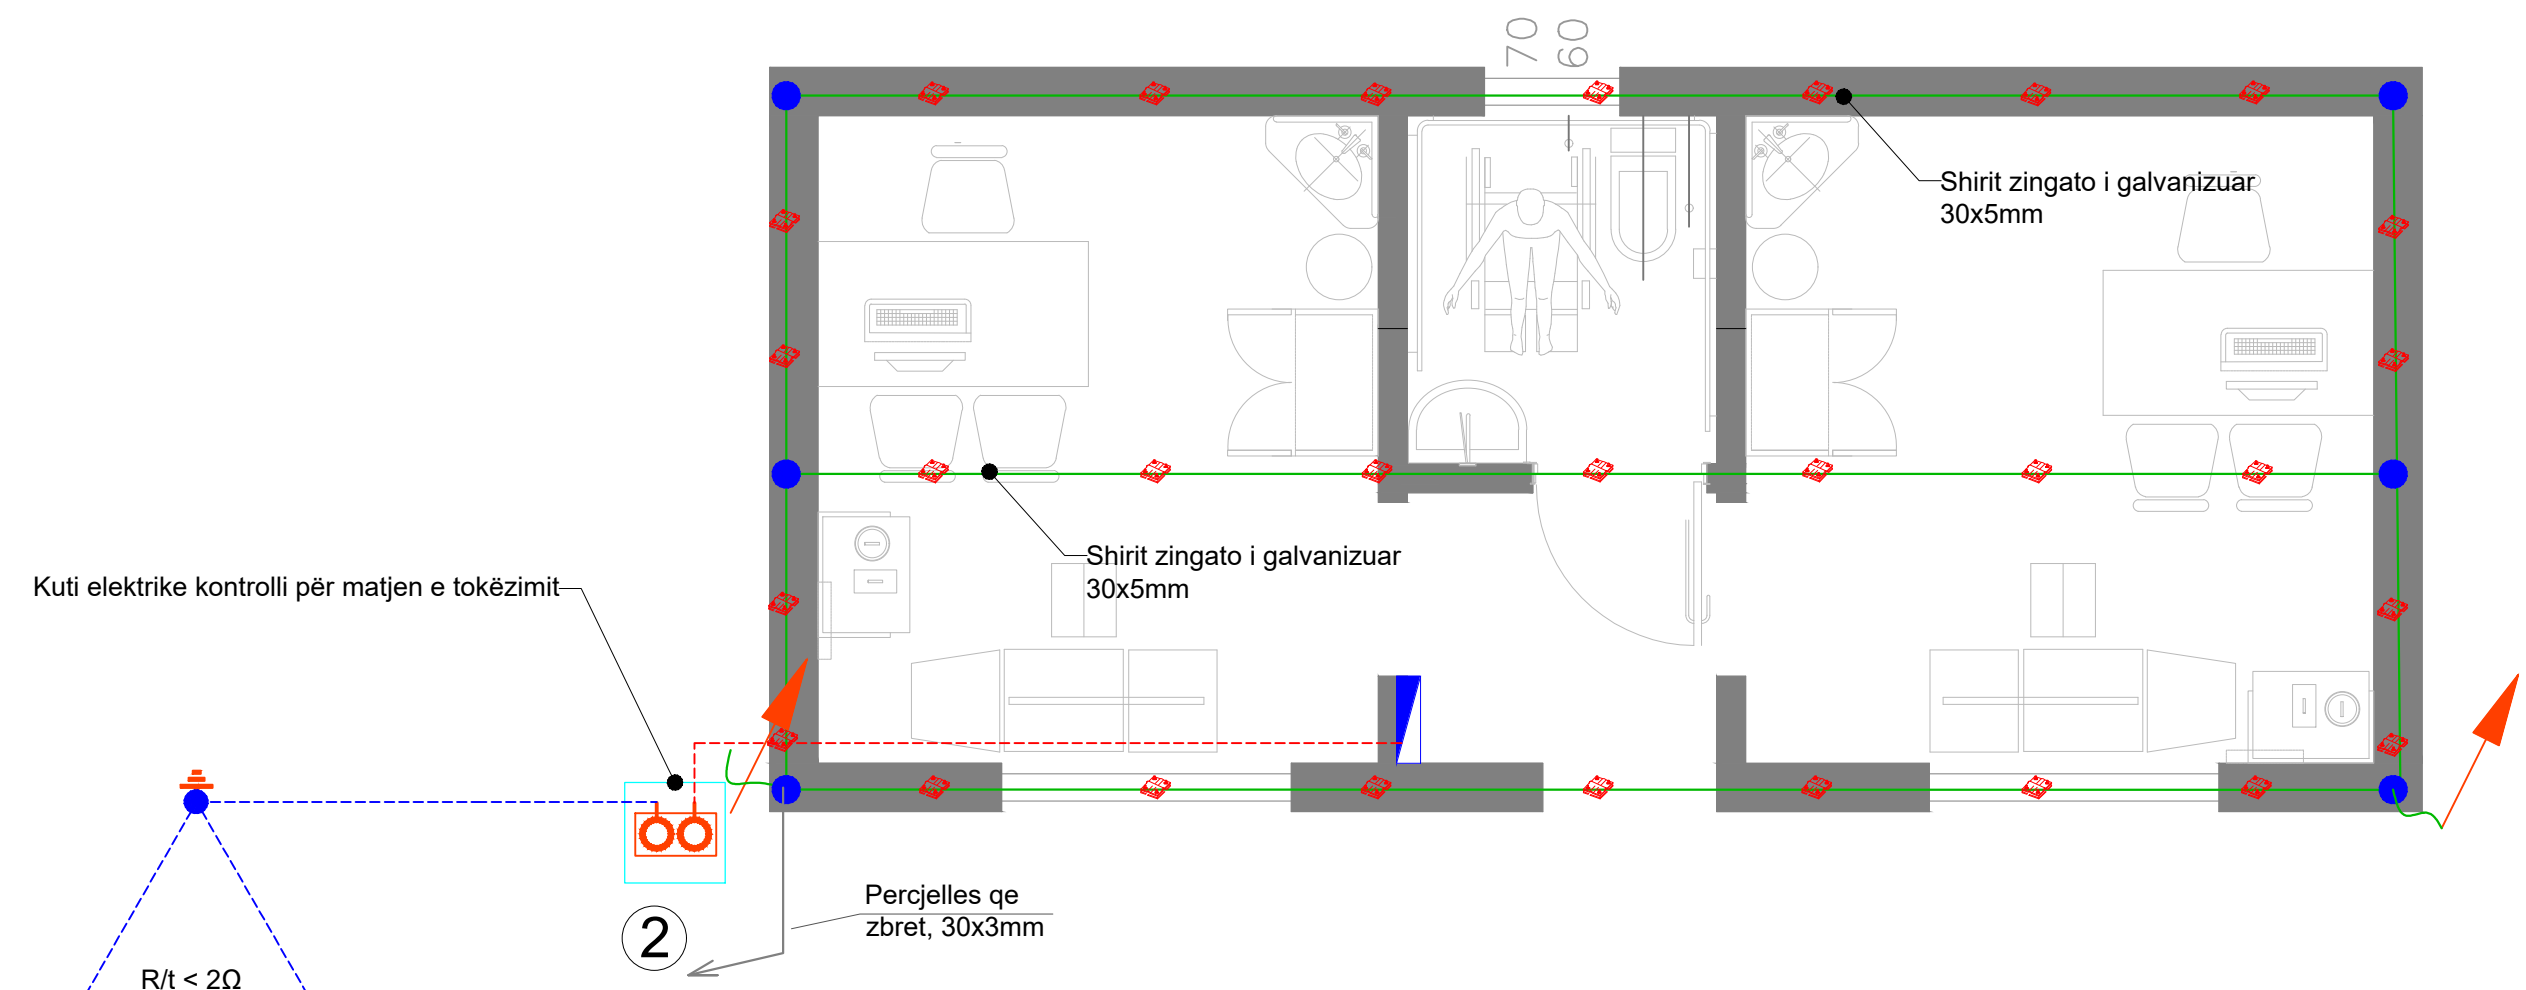 70
60
Shirit zingato i galvanizuar
30x5mm
Shirit zingato i galvanizuar
30x5mm
Kuti elektrike kontrolli për matjen e tokëzimit
Percjelles qe
zbret, 30x3mm
2
R/t < 2Ω